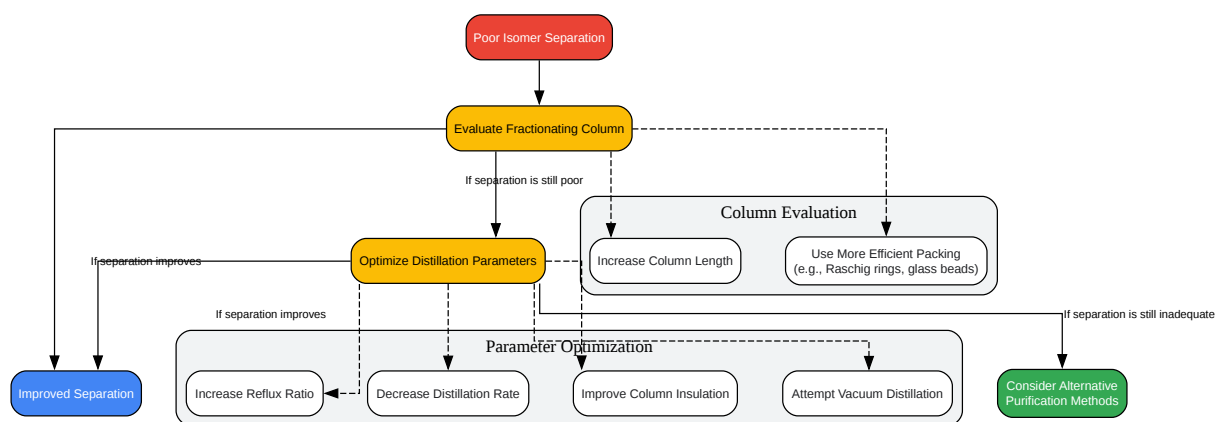 Poor Isomer Separation
Evaluate Fractionating Column
If separation is still poor
Column Evaluation
Increase Column Length
Use More Efficient Packing
(e.g., Raschig rings, glass beads)
Optimize Distillation Parameters
If separation improves
If separation improves
If separation is still inadequate
Parameter Optimization
Improved Separation
Increase Reflux Ratio
Decrease Distillation Rate
Improve Column Insulation
Attempt Vacuum Distillation
Consider Alternative
Purification Methods